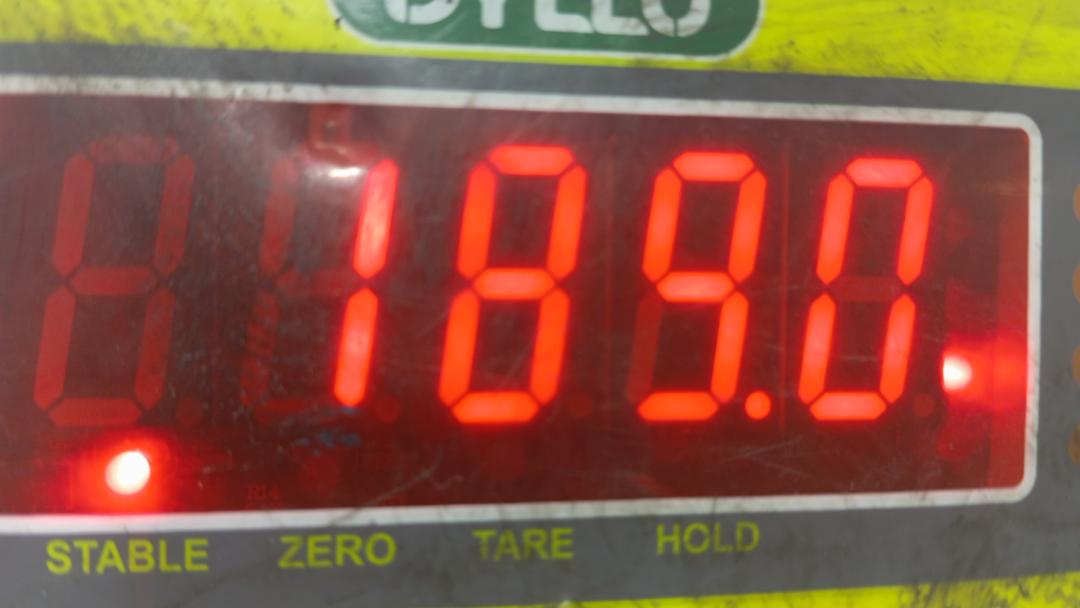 189.0
STABLE ZERO TARE HOLD